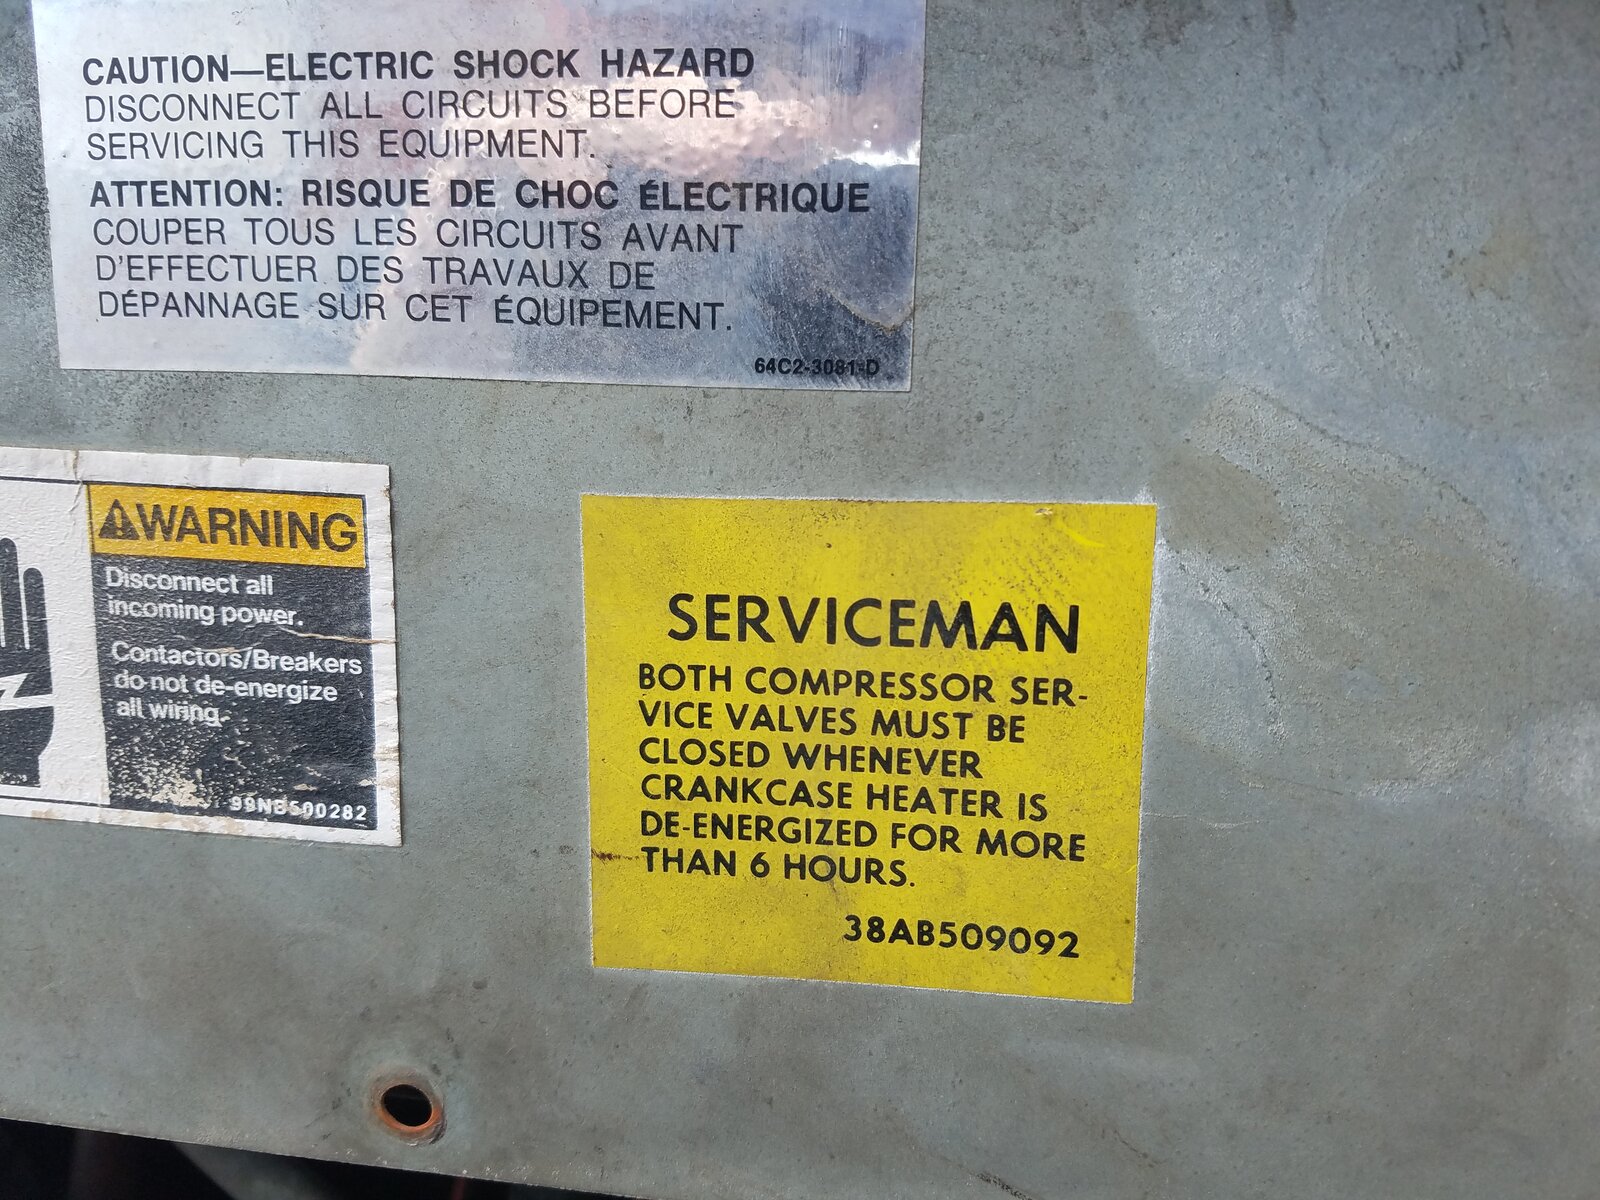 CAUTION—ELECTRIC SHOCK HAZARD
DISCONNECT ALL CIRCUITS BEFORE
SERVICING THIS EQUIPMENT.
ATTENTION: RISQUE DE CHOC ÉLECTRIQUE
COUPER TOUS LES CIRCUITS AVANT
D'EFFECTUER DES TRAVAUX DE
DÉPANNAGE SUR CET ÉQUIPEMENT.
64C2-3081-D
WARNING
Disconnect all
incoming power.
Contactors/Breakers
do not de-energize
all wiring.
99NB500282
SERVICEMAN
BOTH COMPRESSOR SER-
VICE VALVES MUST BE
CLOSED WHENEVER
CRANKCASE HEATER IS
DE-ENERGIZED FOR MORE
THAN 6 HOURS.
38AB509092